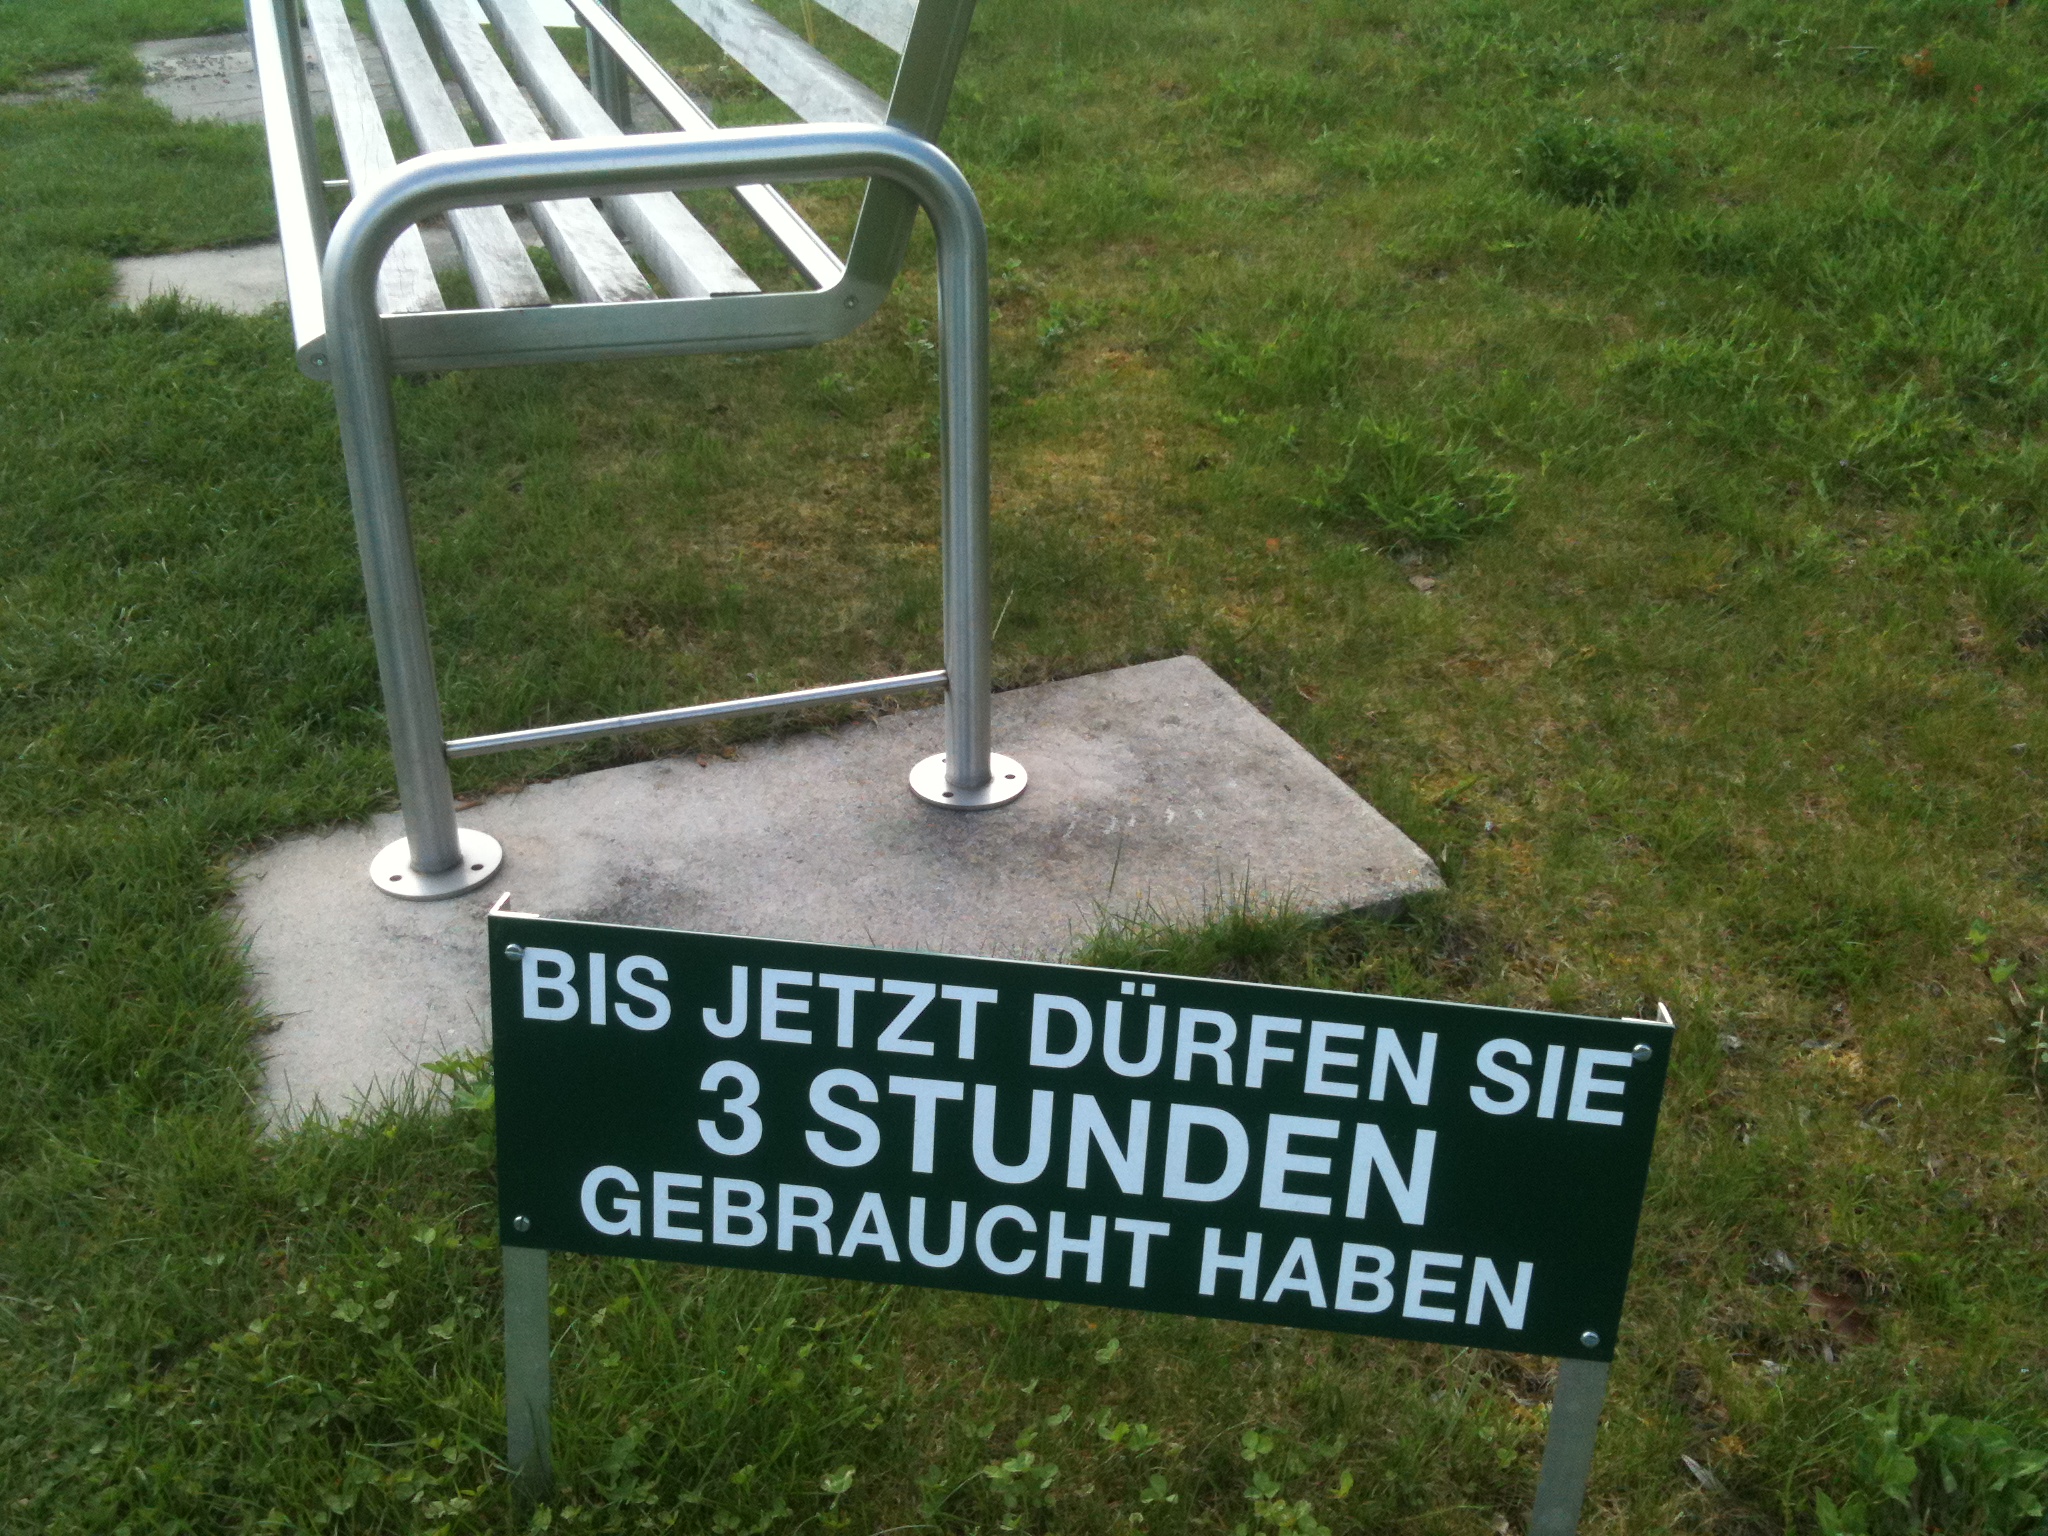 BIS JETZT DÜRFEN SIE
3 STUNDEN
GEBRAUCHT HABEN